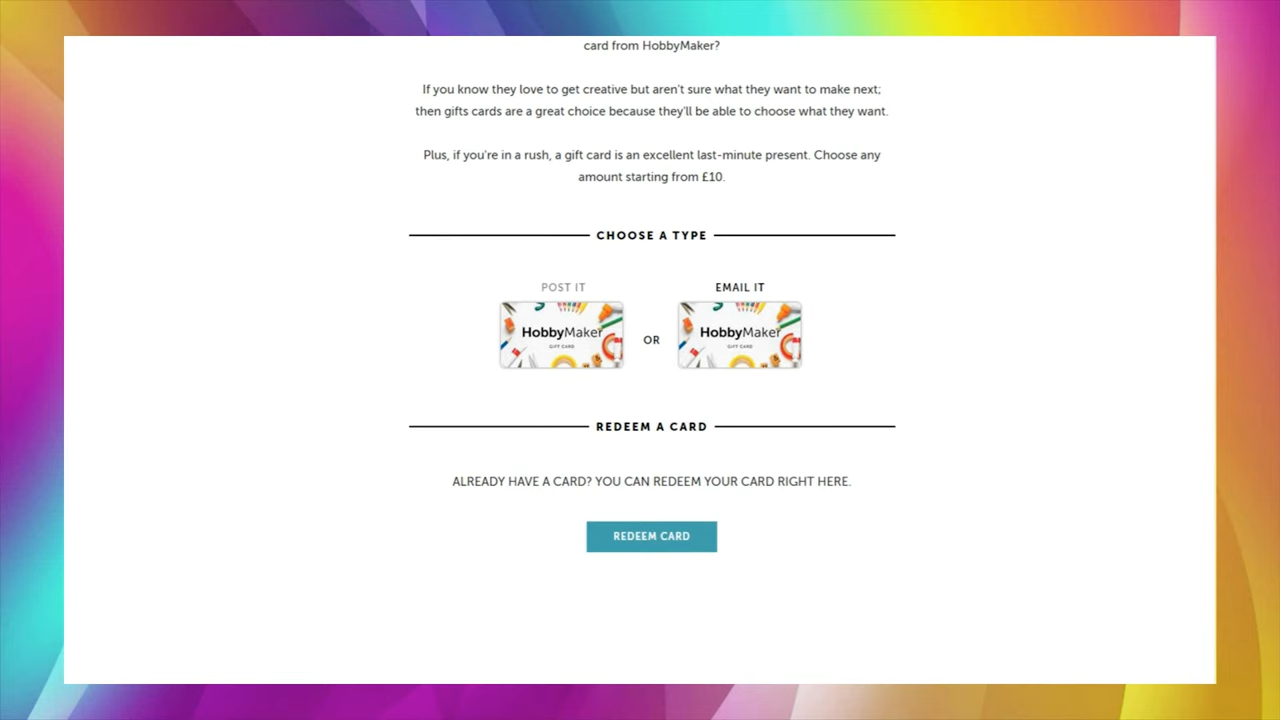 card from HobbyMaker?
If you know they love to get creative but aren't sure what they want to make next;
then gifts cards are a great choice because they'll be able to choose what they want.
Plus, if you're in a rush, a gift card is an excellent last-minute present. Choose any
amount starting from £10.
CHOOSE A TYPE
POST IT
EMAIL IT
HobbyMaker
GIFT CARD
OR
HobbyMaker
GIFT CARD
REDEEM A CARD
ALREADY HAVE A CARD? YOU CAN REDEEM YOUR CARD RIGHT HERE.
REDEEM CARD